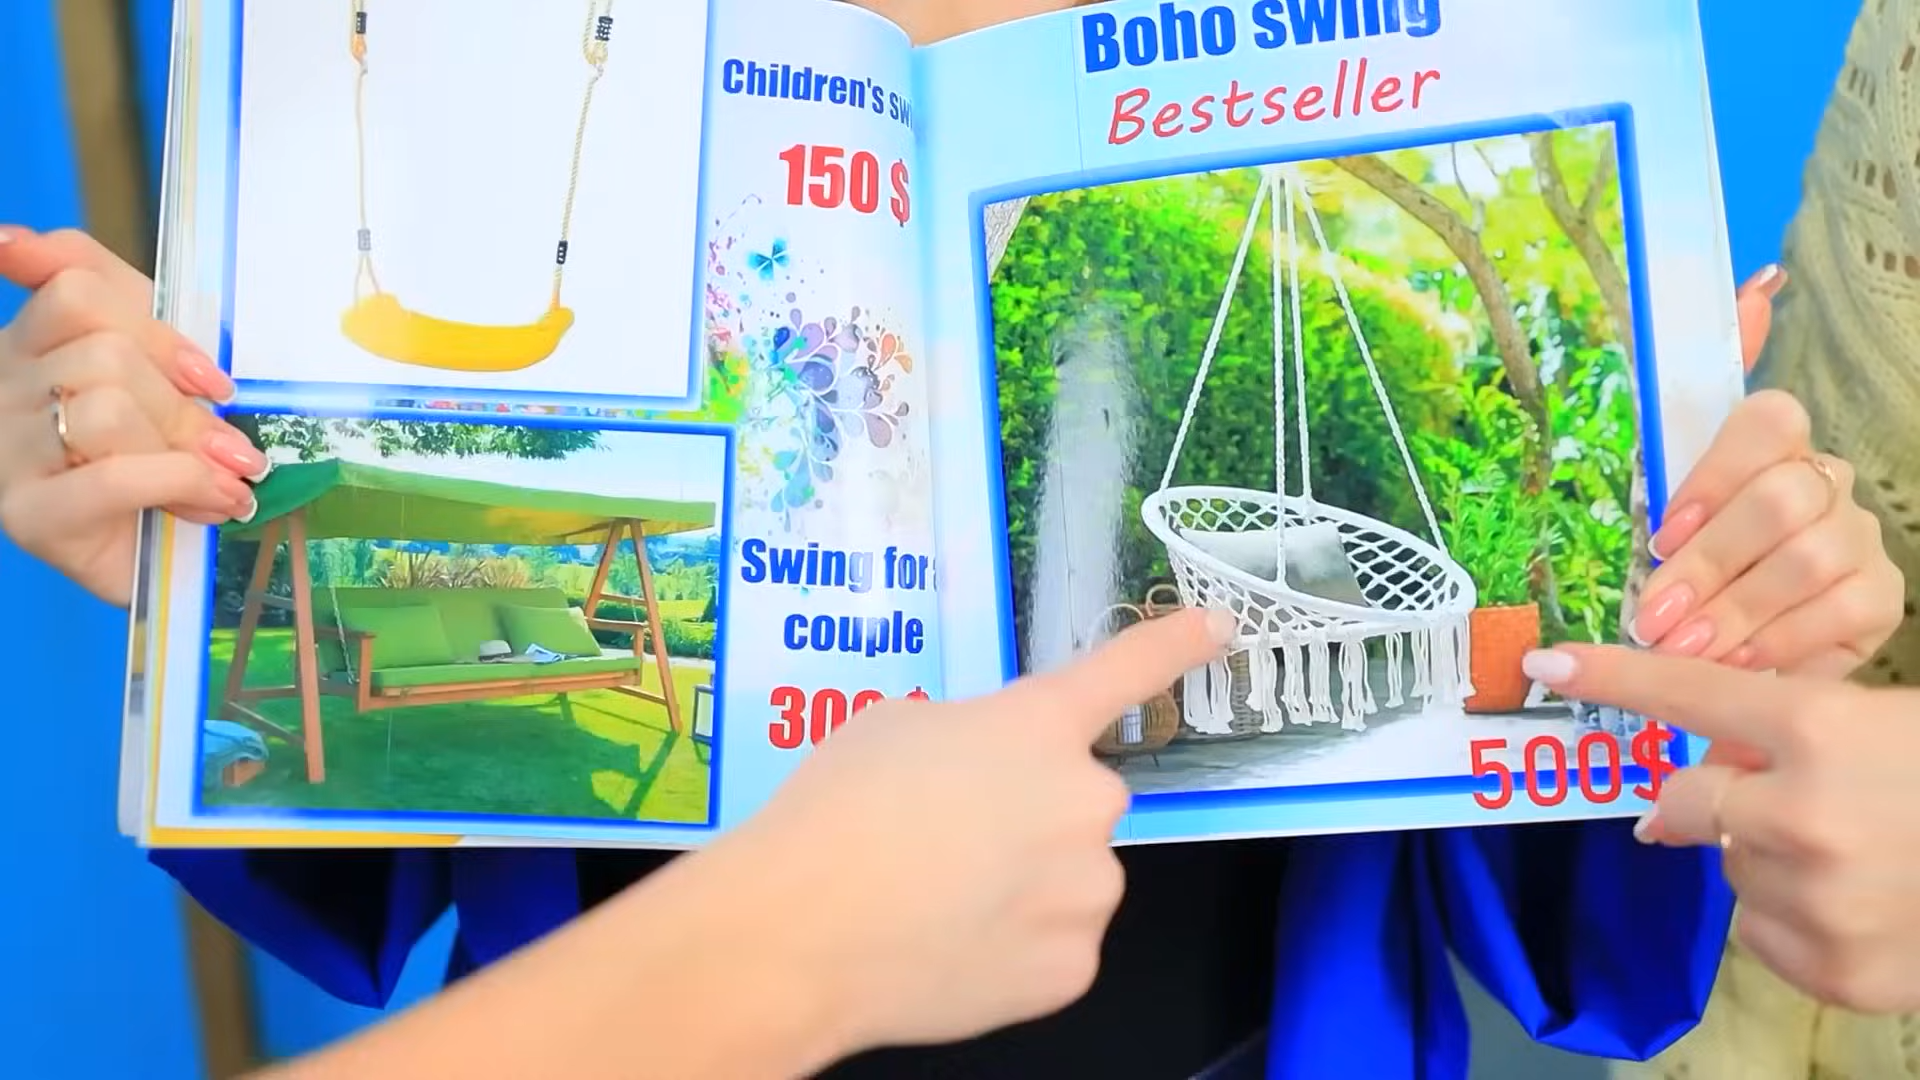 Children's
150 $
Swing for
couple
Boho swing
Bestseller
500$